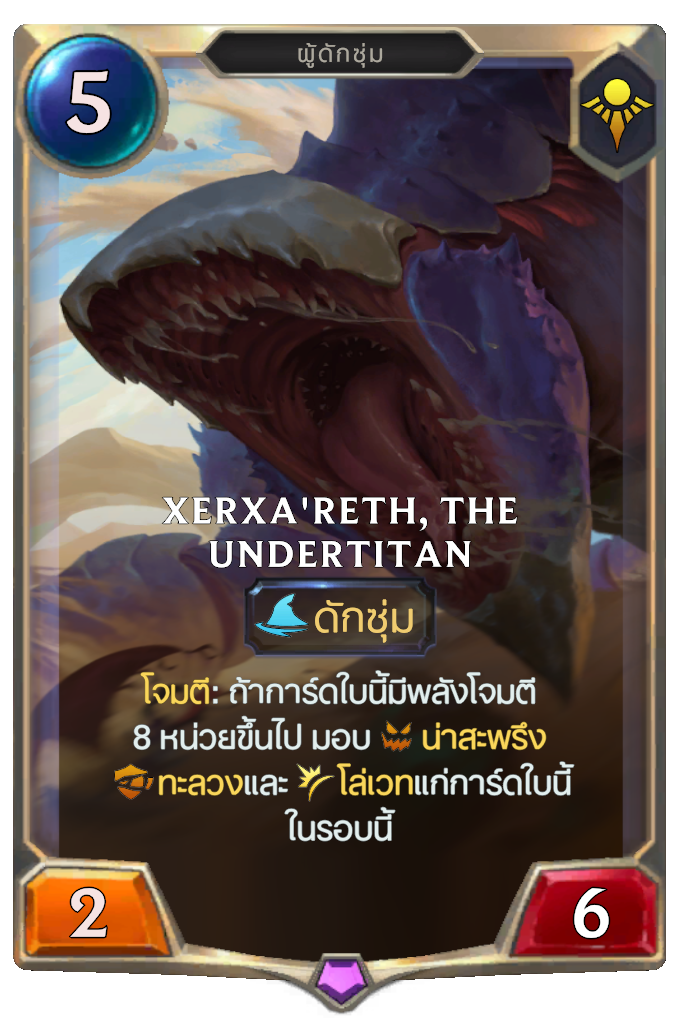 ผู้ดักซุ่ม
5
XERXA'RETH, THE
UNDERTITAN
ดักซุ่ม
โจมตี: ถ้าการ์ดใบนี้มีพลังโจมตี
8 หน่วยขึ้นไป มอบ น่าสะพรึง
ทะลวงและ โล่เวทแก่การ์ดใบนี้
ในรอบนี้
2
6